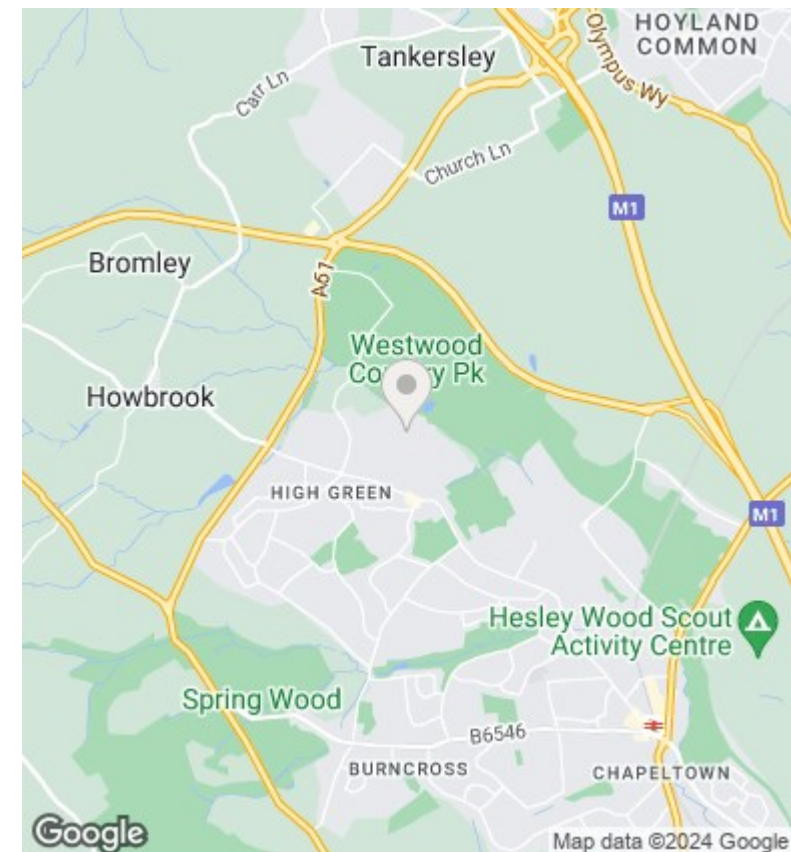 HOYLAND
COMMON
Tankersley
Olympus Wy
Carr Ln
Church Ln
M1
Bromley
A61
Westwood
Country Pk
Howbrook
HIGH GREEN
M1
Hesley Wood Scout
Activity Centre
Spring Wood
B6546
BURNCROSS
CHAPELTOWN
Google
Map data ©2024 Google